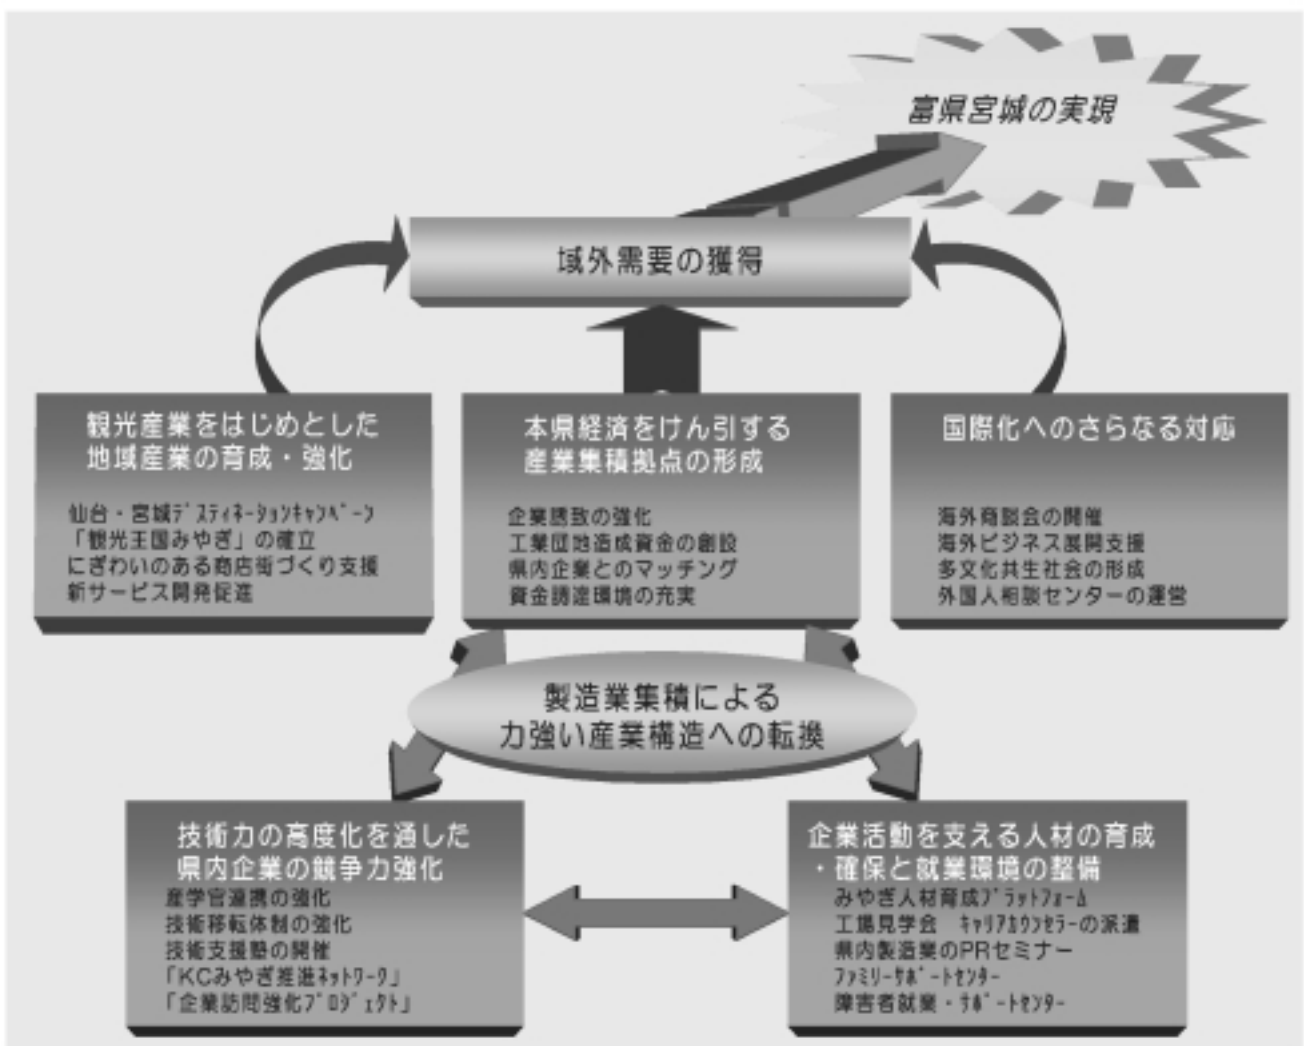 富県宮城の実現
域外需要の獲得
観光産業をはじめとした
地域産業の育成・強化
仙台・宮城ﾃﾞｽﾃｨﾈｰｼｮﾝｷｬﾝﾍﾟｰﾝ
「観光王国みやぎ」の確立
にぎわいのある商店街づくり支援
新サービス開発促進
本県経済をけん引する
産業集積拠点の形成
企業誘致の強化
工業団地造成資金の創設
県内企業とのマッチング
資金調達環境の充実
国際化へのさらなる対応
海外商談会の開催
海外ビジネス展開支援
多文化共生社会の形成
外国人相談センターの運営
製造業集積による
力強い産業構造への転換
技術力の高度化を通した
県内企業の競争力強化
産学官連携の強化
技術移転体制の強化
技術支援塾の開催
「KCみやぎ推進ﾈｯﾄﾜｰｸ」
「企業訪問強化ﾌﾟﾛｼﾞｪｸﾄ」
企業活動を支える人材の育成
・確保と就業環境の整備
みやぎ人材育成ﾌﾟﾗｯﾄﾌｫｰﾑ
工場見学会　ｷｬﾘｱｶｳﾝｾﾗｰの派遣
県内製造業のPRセミナー
ﾌｧﾐﾘｰｻﾎﾟｰﾄｾﾝﾀｰ
障害者就業・ｻﾎﾟｰﾄｾﾝﾀｰ